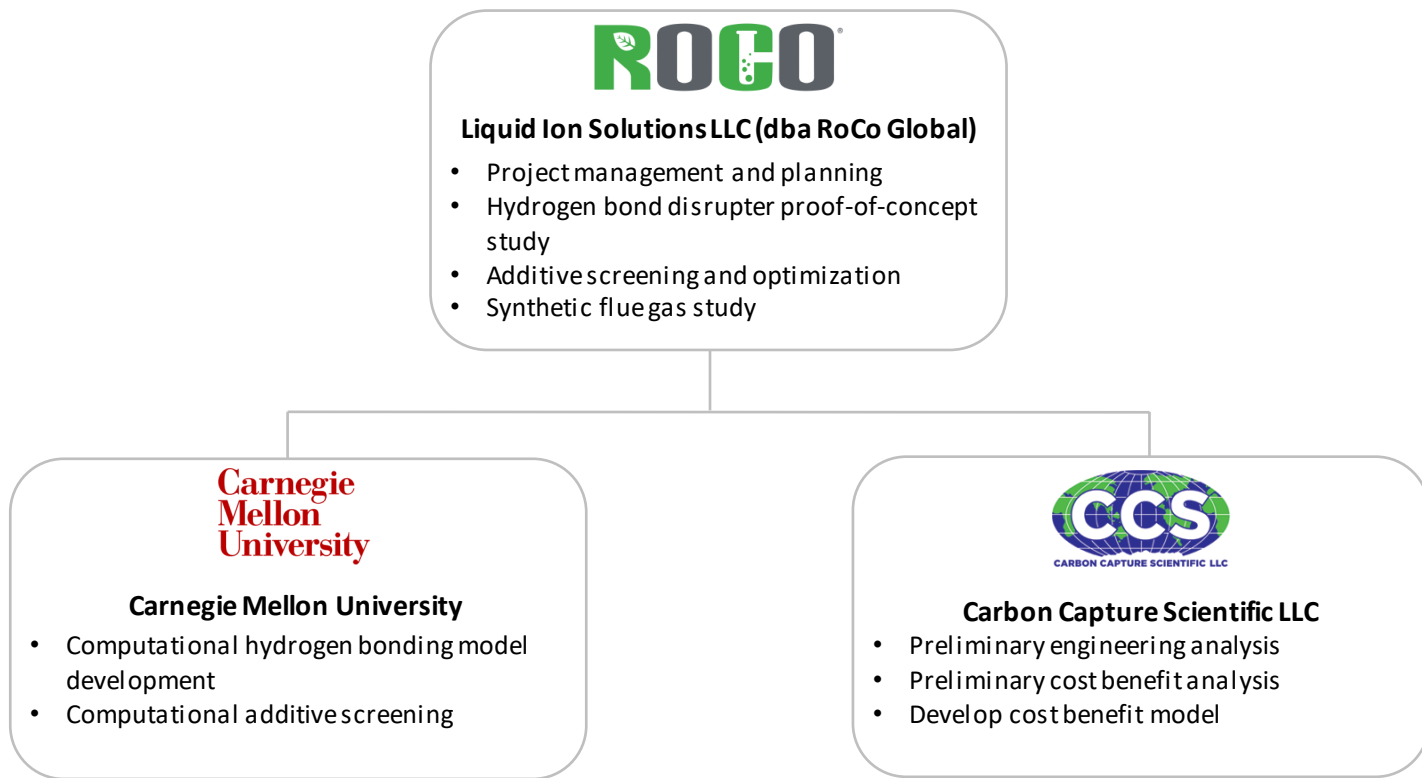 ROCO®
Liquid Ion Solutions LLC (dba RoCo Global)
• Project management and planning
• Hydrogen bond disrupter proof-of-concept
study
• Additive screening and optimization
• Synthetic flue gas study
Carnegie
Mellon
University
Carnegie Mellon University
• Computational hydrogen bonding model
development
• Computational additive screening
CCS
CARBON CAPTURE SCIENTIFIC LLC
Carbon Capture Scientific LLC
• Preliminary engineering analysis
• Preliminary cost benefit analysis
• Develop cost benefit model